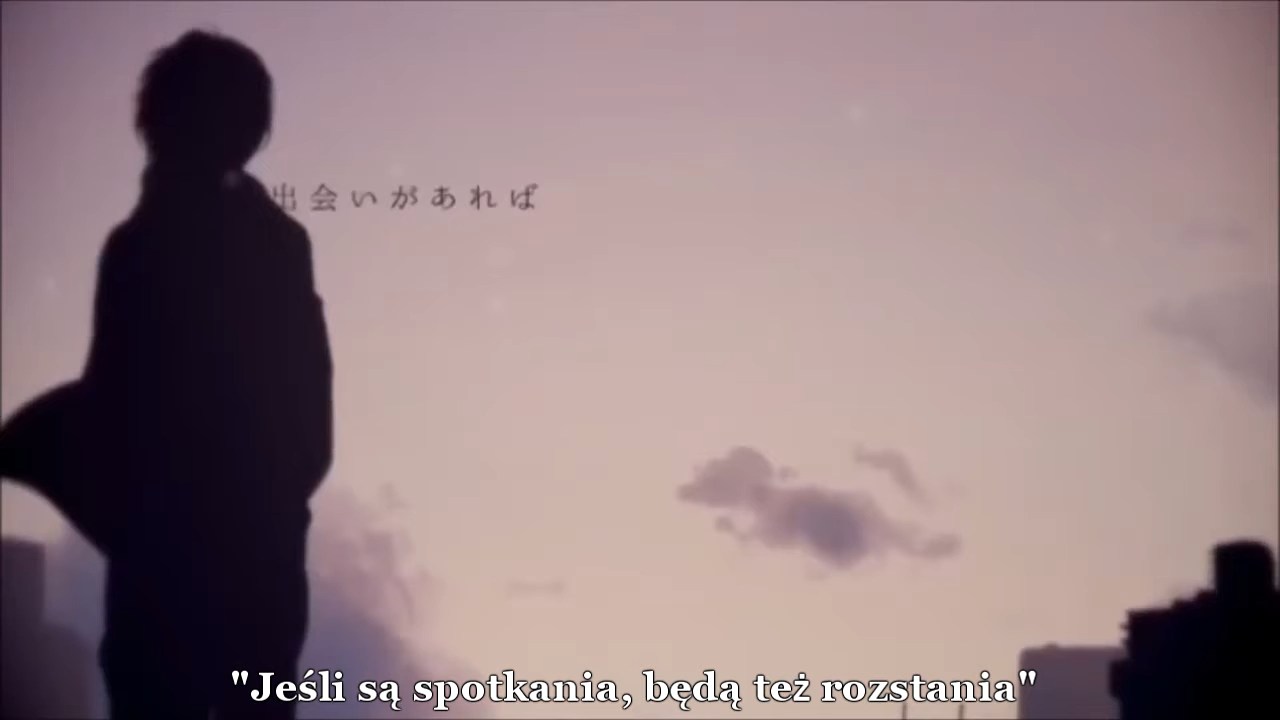 出会いがあれば
"Jeśli są spotkania, będą też rozstania"